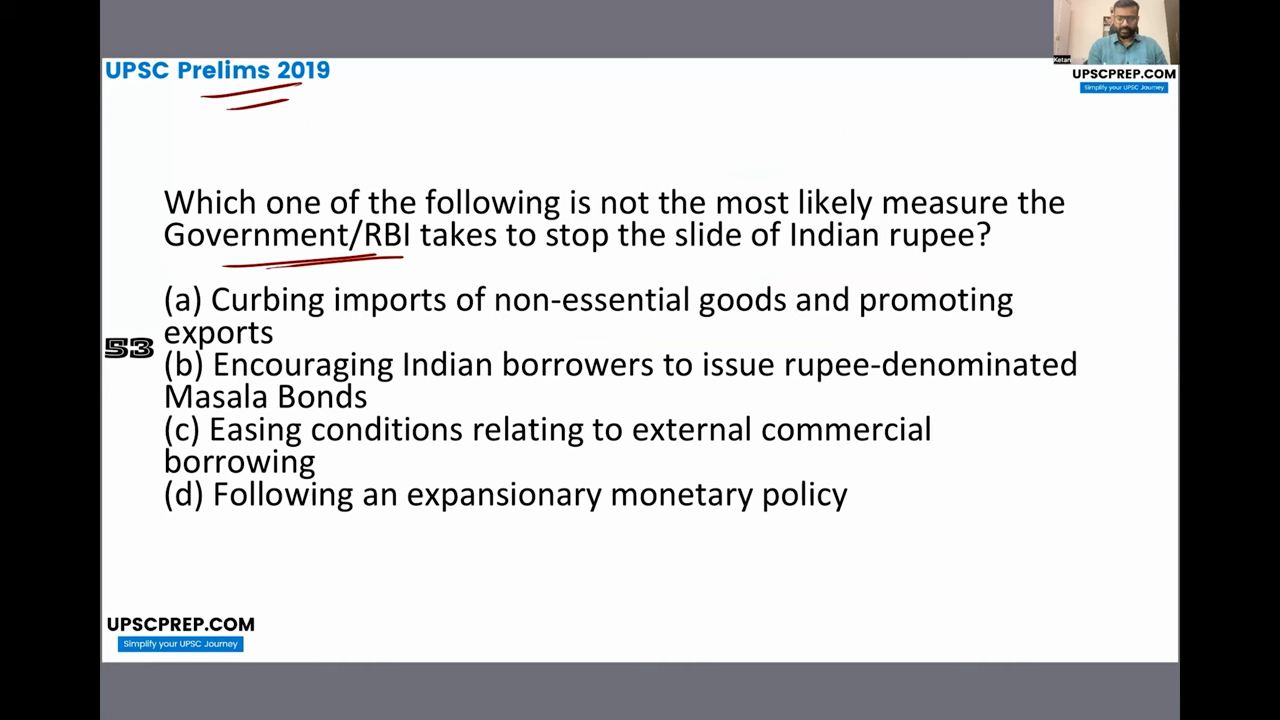 UPSC Prelims 2019
Ketan
UPSCPREP.COM
Simplify your UPSC Journey
Which one of the following is not the most likely measure the
Government/RBI takes to stop the slide of Indian rupee?
(a) Curbing imports of non-essential goods and promoting
exports
53
(b) Encouraging Indian borrowers to issue rupee-denominated
Masala Bonds
(c) Easing conditions relating to external commercial
borrowing
(d) Following an expansionary monetary policy
UPSCPREP.COM
Simplify your UPSC Journey